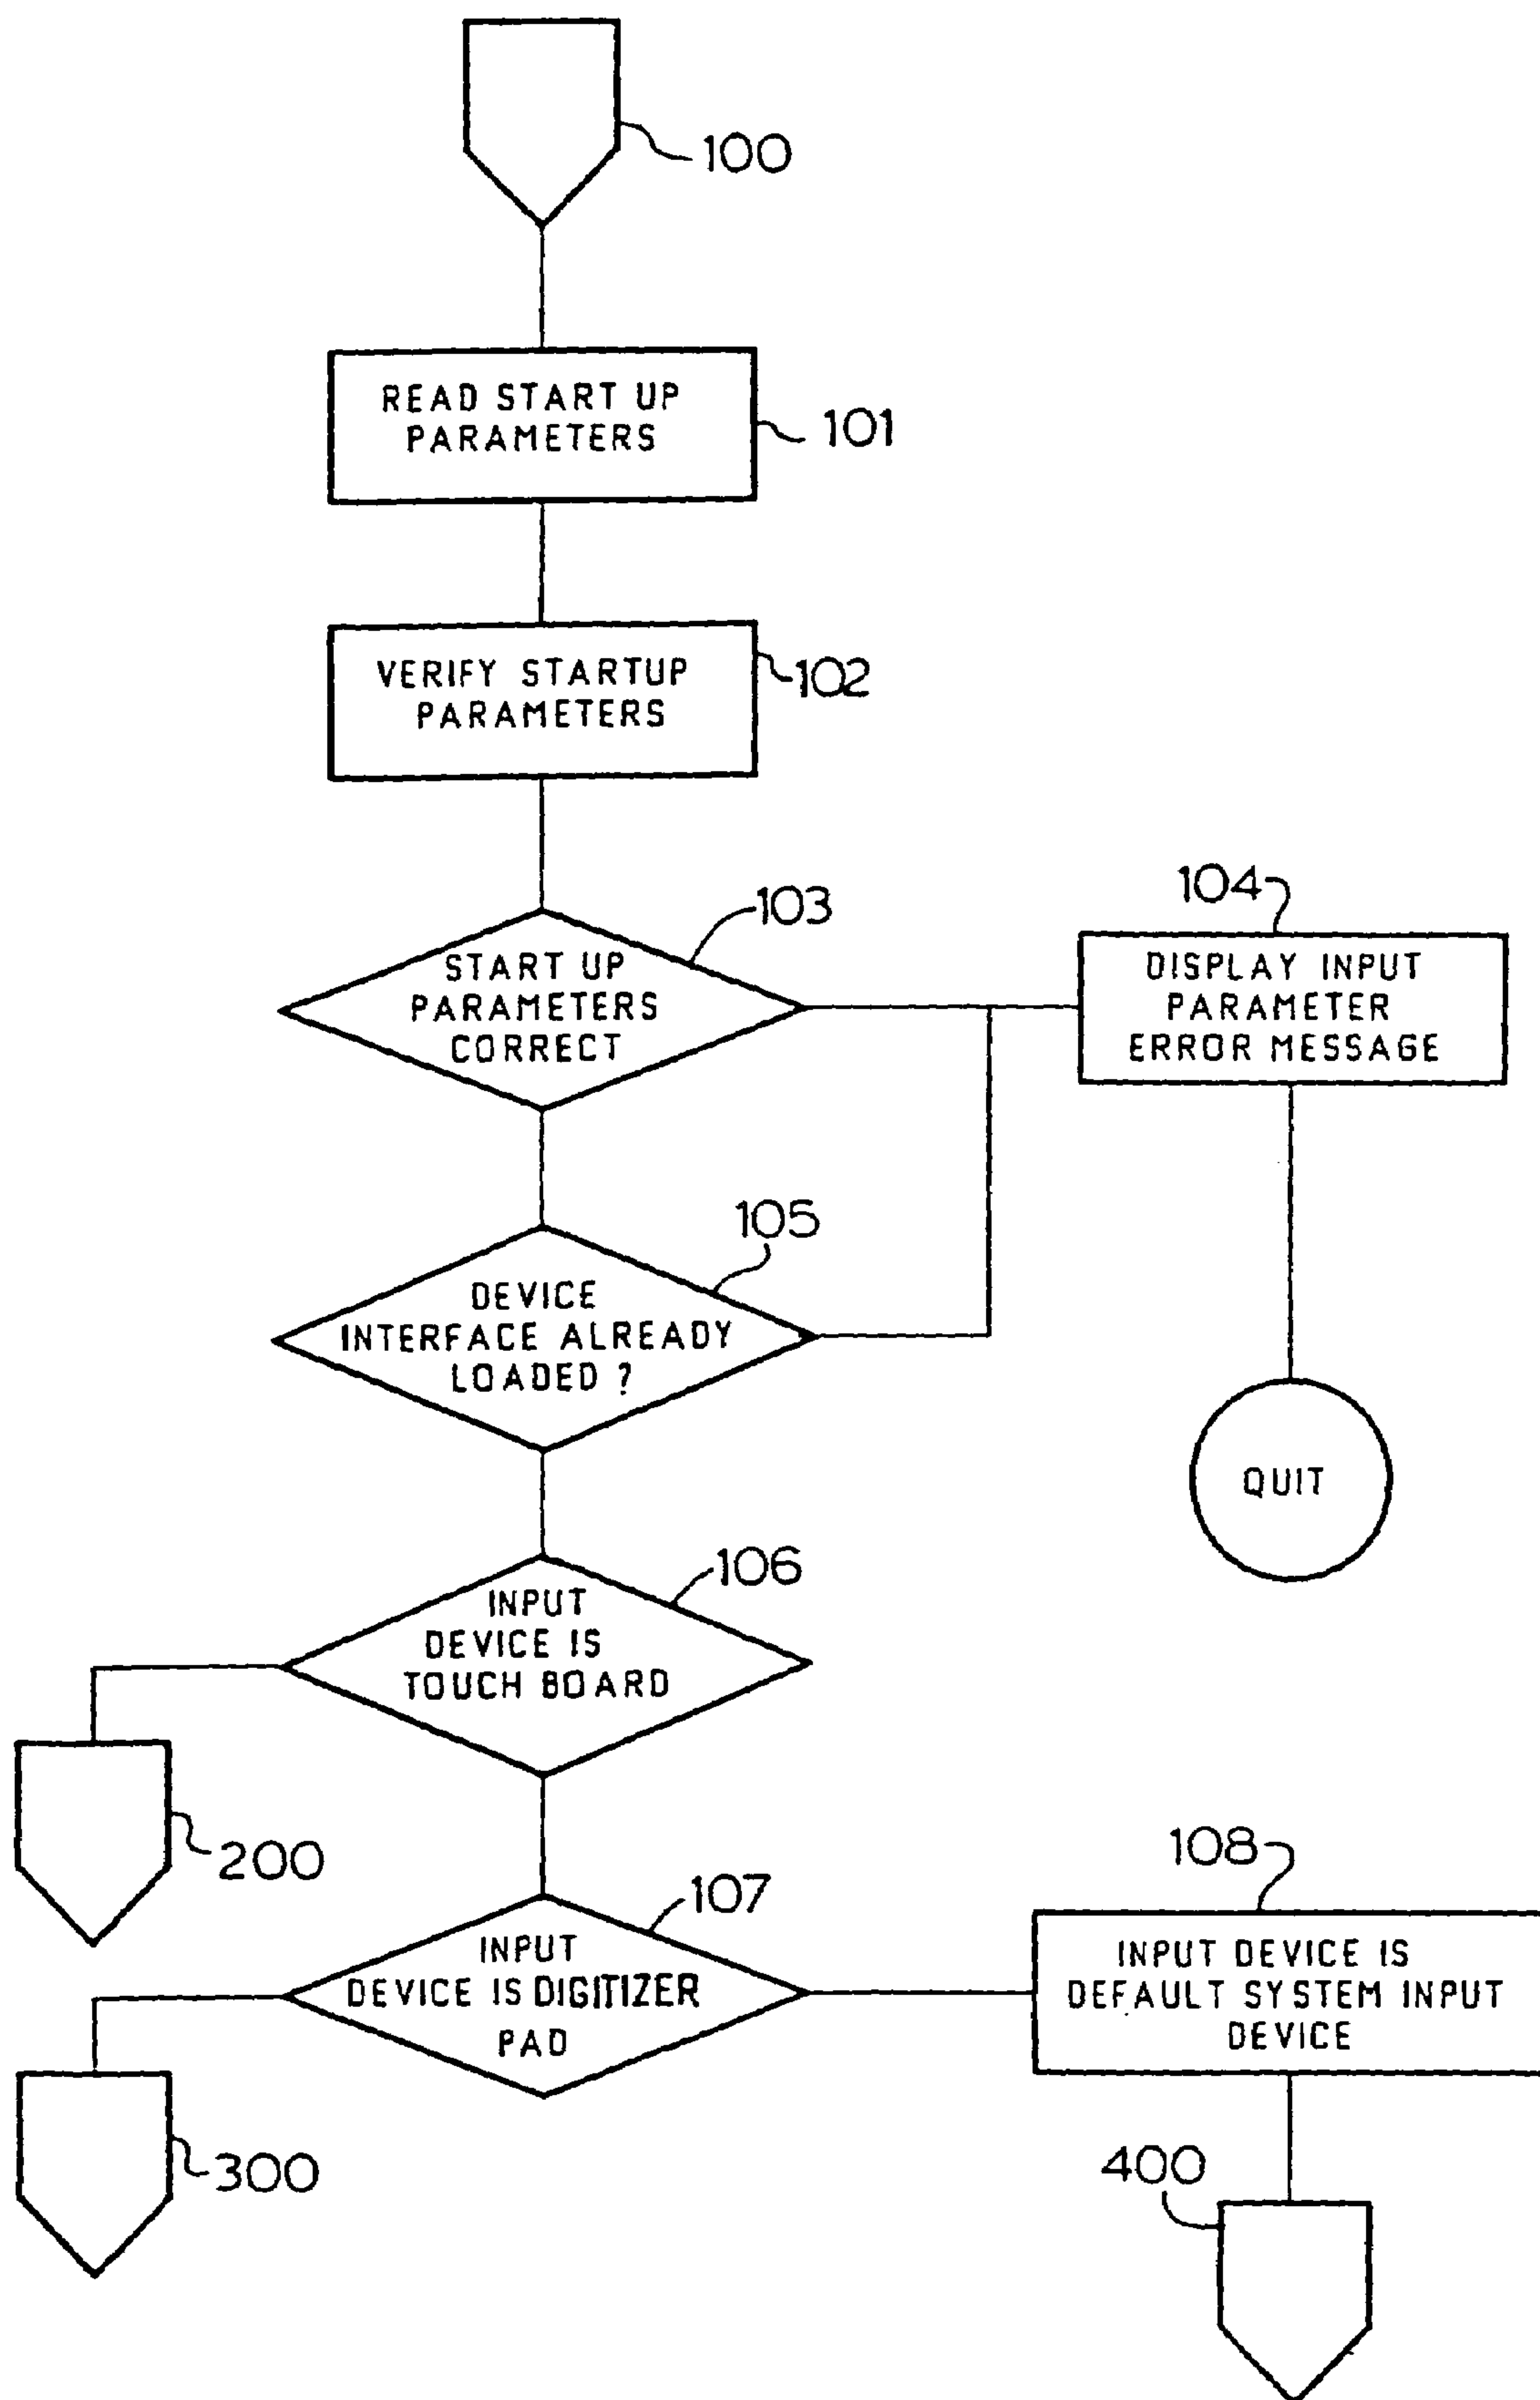 100
READ START UP
PARAMETERS
101
VERIFY STARTUP
PARAMETERS
102
START UP
PARAMETERS
CORRECT
103
104
DISPLAY INPUT
PARAMETER
ERROR MESSAGE
DEVICE
INTERFACE ALREADY
LOADED ?
105
QUIT
INPUT
DEVICE IS
TOUCH BOARD
106
200
INPUT
DEVICE IS DIGITIZER
PAD
107
108
INPUT DEVICE IS
DEFAULT SYSTEM INPUT
DEVICE
300
400